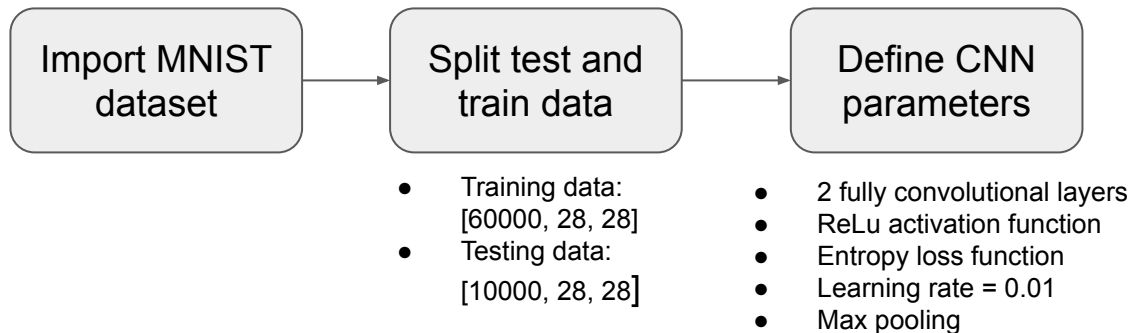 Import MNIST
dataset
Split test and
train data
Define CNN
parameters
● Training data:
[60000, 28, 28]
● Testing data:
[10000, 28, 28]
● 2 fully convolutional layers
● ReLu activation function
● Entropy loss function
● Learning rate = 0.01
● Max pooling